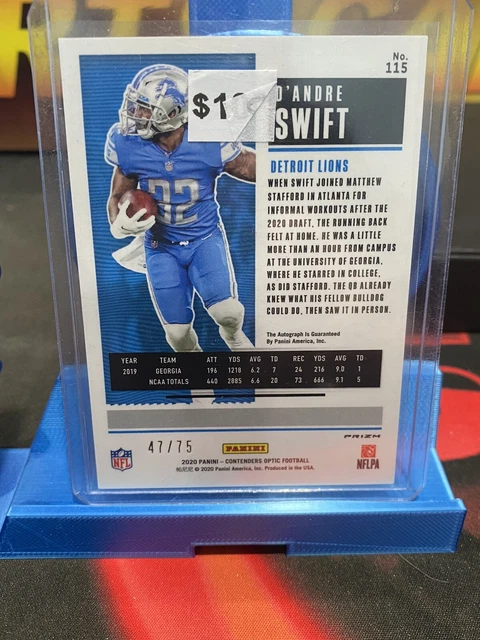 No.
115
D'ANDRE
SWIFT
DETROIT LIONS
WHEN SWIFT JOINED MATTHEW
STAFFORD IN ATLANTA FOR
INFORMAL WORKOUTS AFTER THE
2020 DRAFT, THE RUNNING BACK
FELT AT HOME. HE WAS A LITTLE
MORE THAN AN HOUR FROM CAMPUS
AT THE UNIVERSITY OF GEORGIA,
WHERE HE STARRED IN COLLEGE,
AS DID STAFFORD. THE QB ALREADY
KNEW WHAT HIS FELLOW BULLDOG
COULD DO, THEN SAW IT IN PERSON.
The Autograph is Guaranteed
By Panini America, Inc.
YEAR TEAM ATT YDS AVG TD REC YDS AVG TD
2019 GEORGIA 196 1218 6.2 7 24 216 9.0 1
NCAA TOTALS 440 2885 6.6 20 73 666 9.1 5
32
47/75
PANINI
PRIZM
NFL
NFLPA
2020 PANINI - CONTENDERS OPTIC FOOTBALL
© 2020 Panini America, Inc. Produced in the USA.